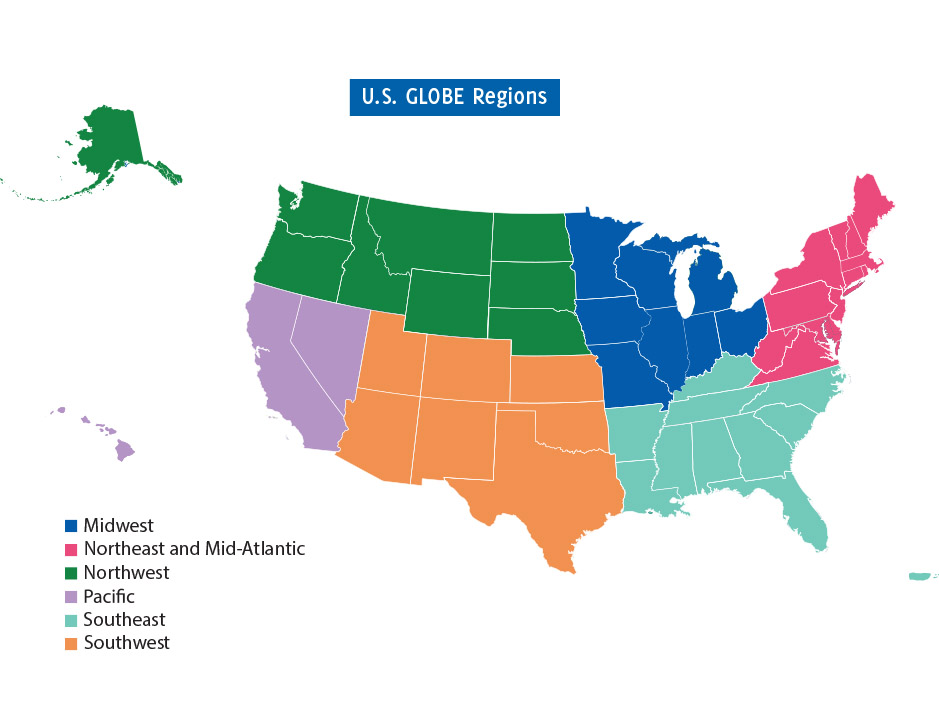 U.S. GLOBE Regions
Midwest
Northeast and Mid-Atlantic
Northwest
Pacific
Southeast
Southwest